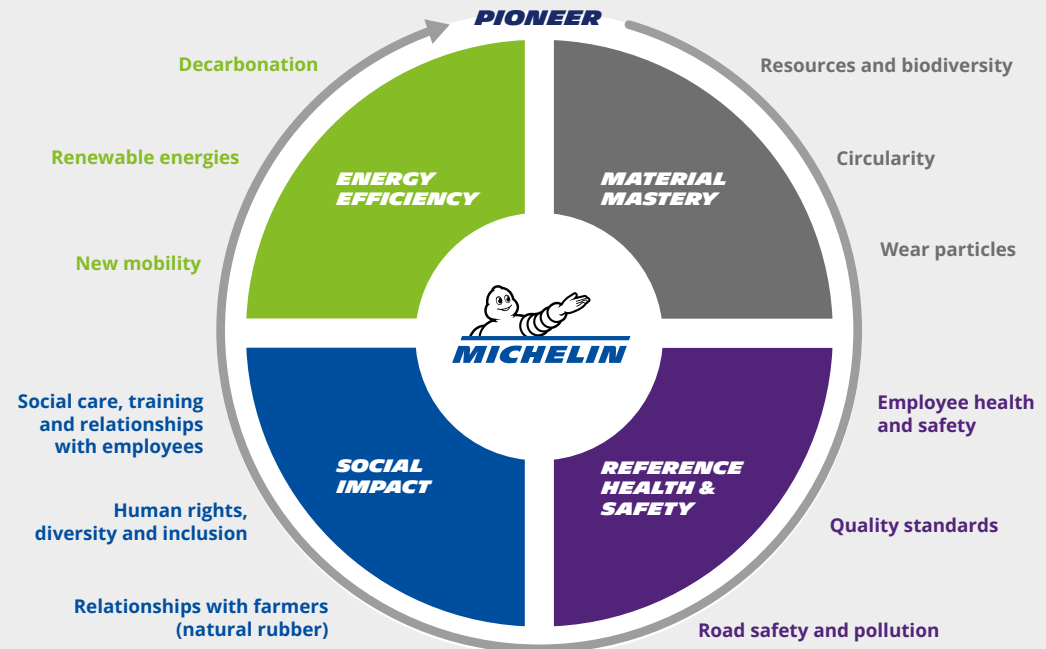 PIONEER
Decarbonation
Renewable energies
New mobility
ENERGY
EFFICIENCY
Resources and biodiversity
Circularity
Wear particles
MATERIAL
MASTERY
MICHELIN
Social care, training
and relationships
with employees
Human rights,
diversity and inclusion
Relationships with farmers
(natural rubber)
SOCIAL
IMPACT
REFERENCE
HEALTH &
SAFETY
Employee health
and safety
Quality standards
Road safety and pollution